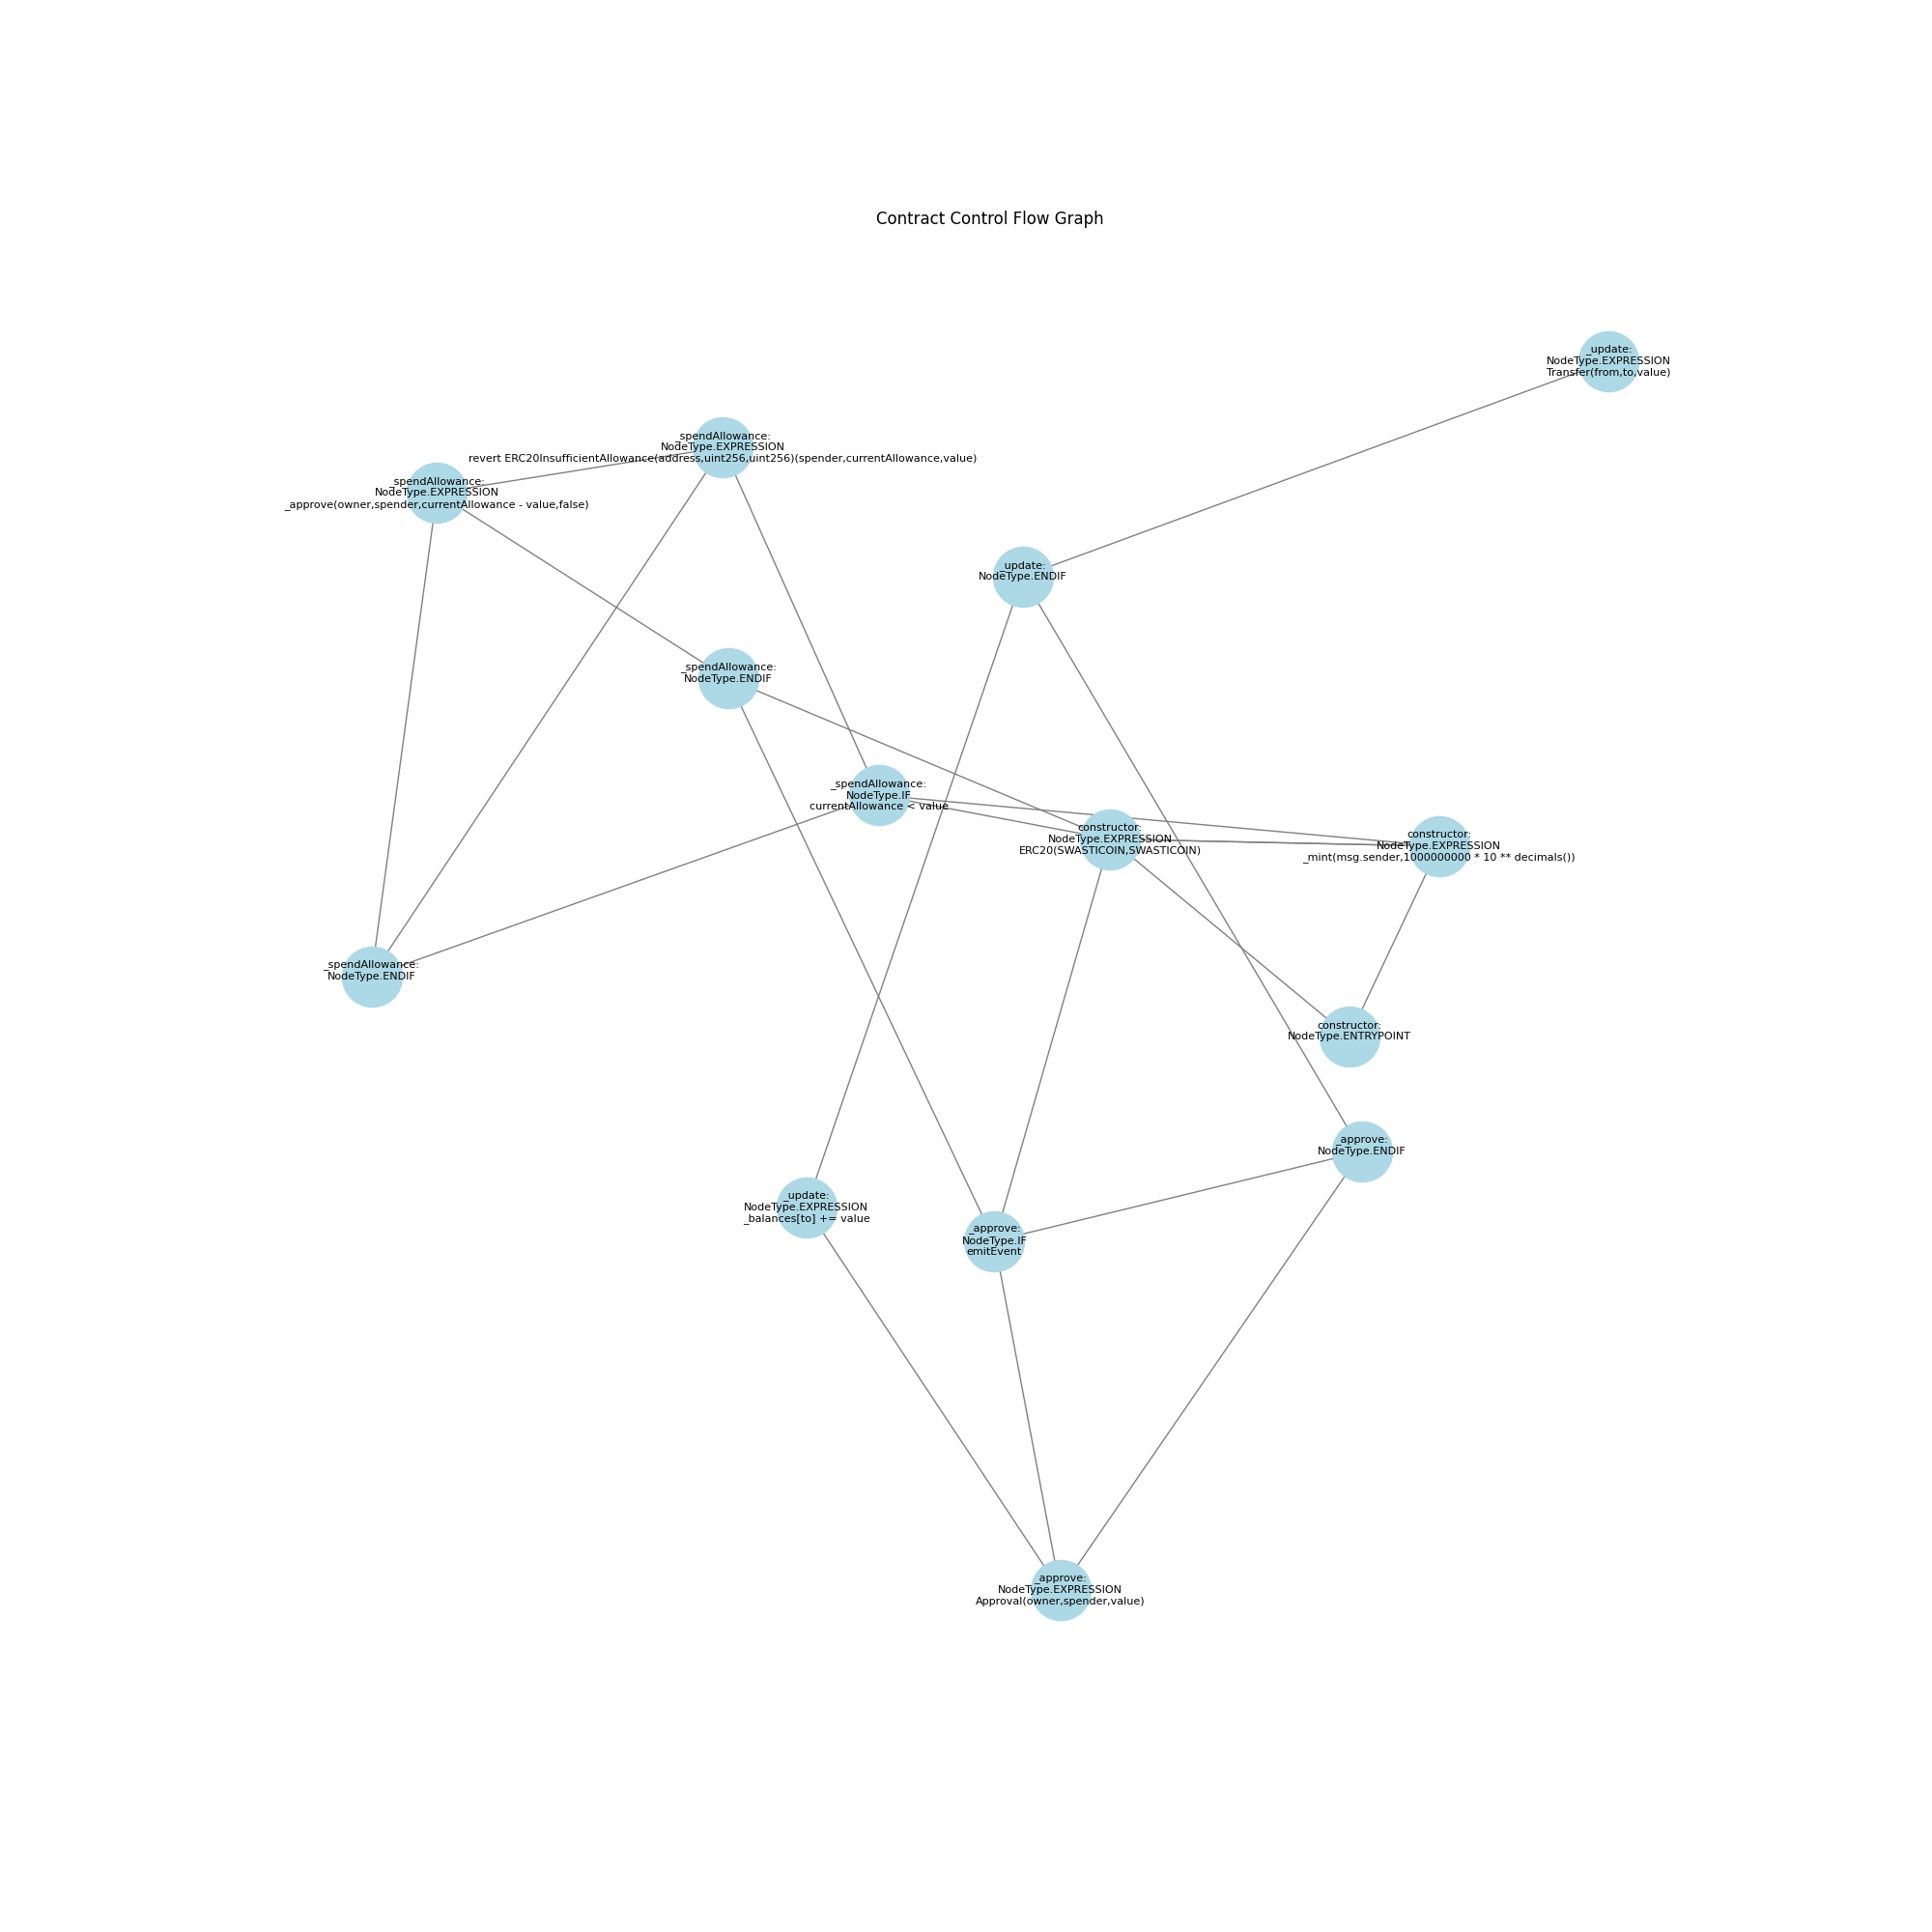 Contract Control Flow Graph
_update:
NodeType.EXPRESSION
Transfer(from,to,value)
_spendAllowance:
NodeType.EXPRESSION
revert ERC20InsufficientAllowance(address,uint256,uint256)(spender,currentAllowance,value)
_spendAllowance:
NodeType.EXPRESSION
_approve(owner,spender,currentAllowance - value,false)
_update:
NodeType.ENDIF
_spendAllowance:
NodeType.ENDIF
_spendAllowance:
NodeType.IF
currentAllowance < value
constructor:
NodeType.EXPRESSION
ERC20(SWASTICOIN,SWASTICOIN)
constructor:
NodeType.EXPRESSION
_mint(msg.sender,1000000000 * 10 ** decimals())
_spendAllowance:
NodeType.ENDIF
constructor:
NodeType.ENTRYPOINT
_approve:
NodeType.ENDIF
_update:
NodeType.EXPRESSION
_balances[to] += value
_approve:
NodeType.IF
emitEvent
_approve:
NodeType.EXPRESSION
Approval(owner,spender,value)